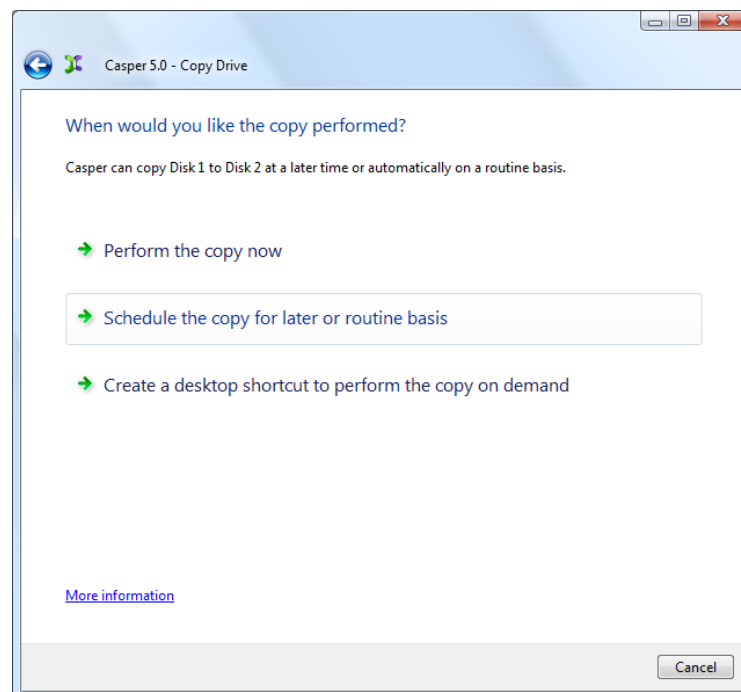 Casper 5.0 - Copy Drive
When would you like the copy performed?
Casper can copy Disk 1 to Disk 2 at a later time or automatically on a routine basis.
Perform the copy now
Schedule the copy for later or routine basis
Create a desktop shortcut to perform the copy on demand
More information
Cancel